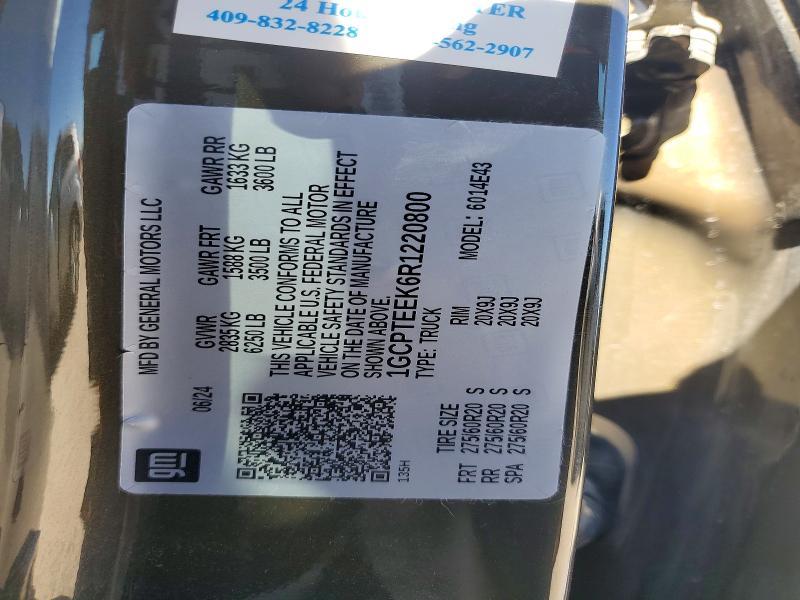 24 Ho
409-832-8228
562-2907
MFD BY GENERAL MOTORS LLC
06/24 GVWR GAWR FRT GAWR RR
2835 KG 1588 KG 1633 KG
6250 LB 3500 LB 3600 LB
THIS VEHICLE CONFORMS TO ALL
APPLICABLE U.S. FEDERAL MOTOR
VEHICLE SAFETY STANDARDS IN EFFECT
ON THE DATE OF MANUFACTURE
SHOWN ABOVE.
1GCPTEEK6R1220800
TYPE: TRUCK
MODEL: 6014E43
gm
135H
TIRE SIZE RIM
FRT 275/60R20 S 20X9J
RR 275/60R20 S 20X9J
SPA 275/60R20 S 20X9J